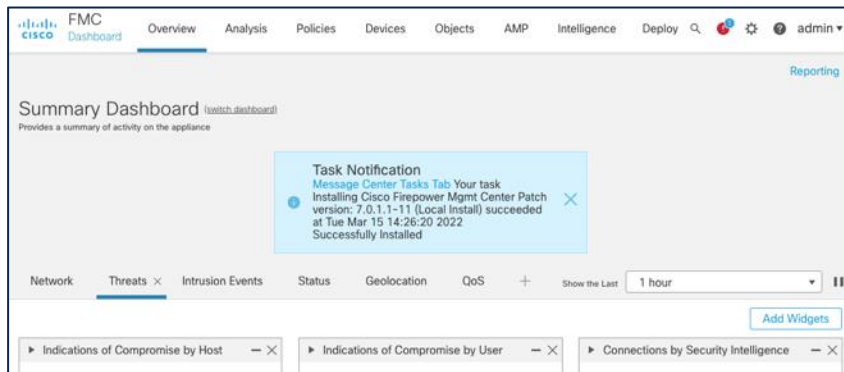 CISCO FMC Dashboard Overview Analysis Policies Devices Objects AMP Intelligence Deploy admin
Reporting
Summary Dashboard (switch dashboard)
Provides a summary of activity on the appliance
Task Notification
Message Center Tasks Tab Your task
Installing Cisco Firepower Mgmt Center Patch
version: 7.0.1.1-11 (Local Install) succeeded
at Tue Mar 15 14:26:20 2022
Successfully Installed
Network Threats Intrusion Events Status Geolocation QoS Show the Last 1 hour
Add Widgets
Indications of Compromise by Host Indications of Compromise by User Connections by Security Intelligence